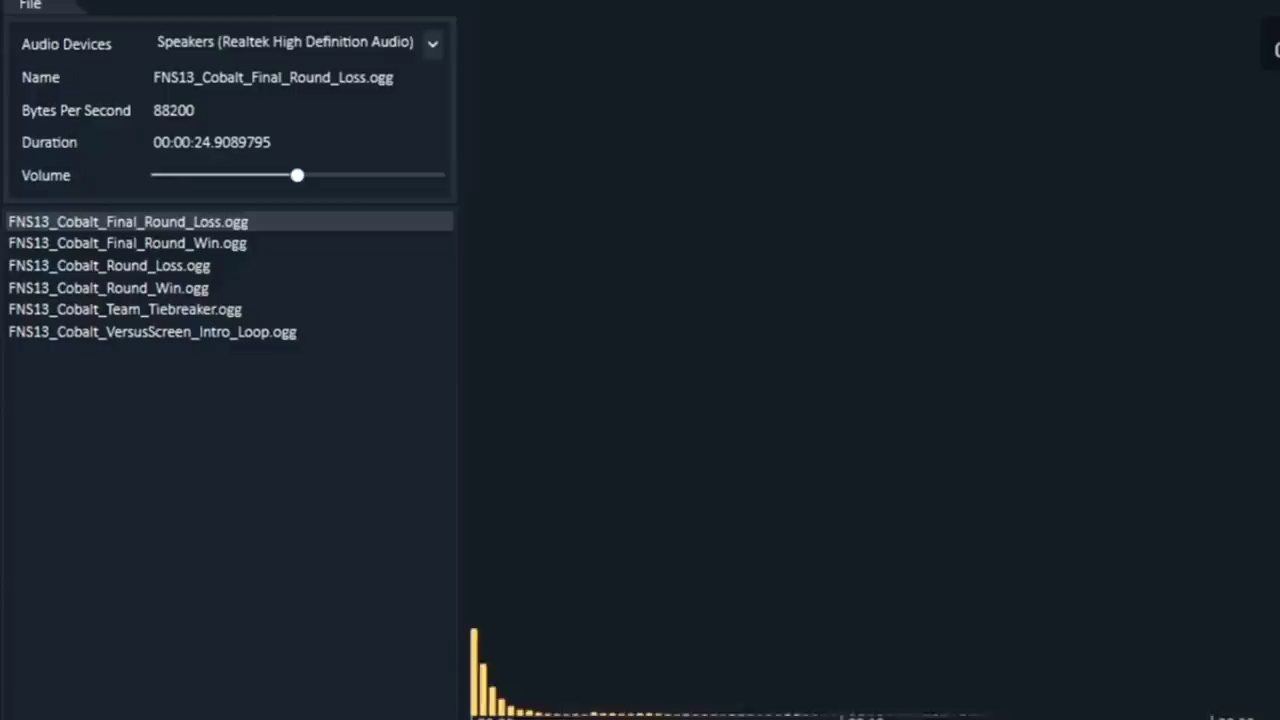 File
Audio Devices Speakers (Realtek High Definition Audio)
Name FNS13_Cobalt_Final_Round_Loss.ogg
Bytes Per Second 88200
Duration 00:00:24.9089795
Volume
FNS13_Cobalt_Final_Round_Loss.ogg
FNS13_Cobalt_Final_Round_Win.ogg
FNS13_Cobalt_Round_Loss.ogg
FNS13_Cobalt_Round_Win.ogg
FNS13_Cobalt_Team_Tiebreaker.ogg
FNS13_Cobalt_VersusScreen_Intro_Loop.ogg